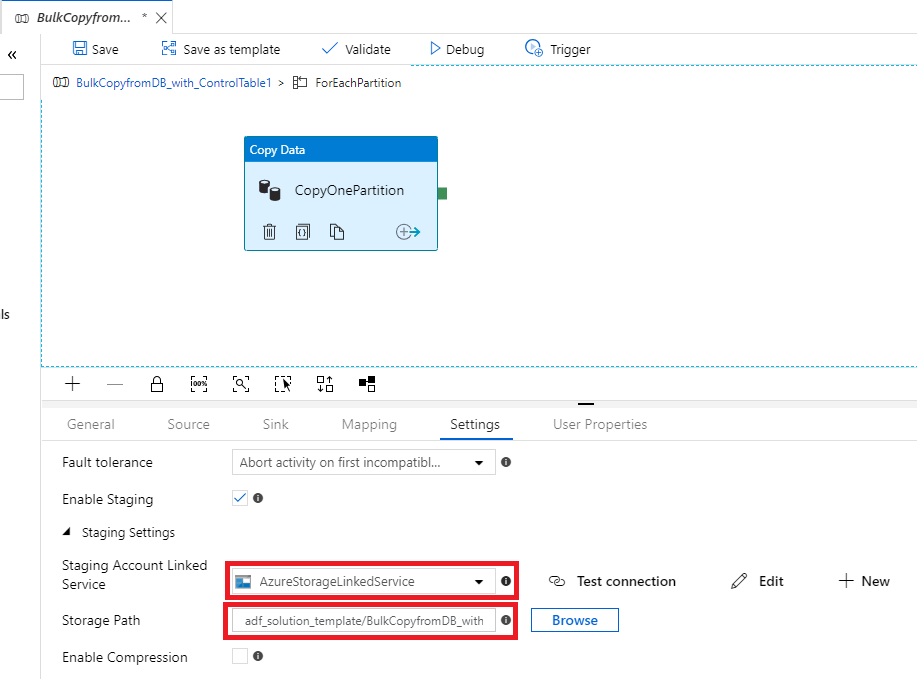 BulkCopyfrom... *
Save Save as template Validate Debug Trigger
BulkCopyfromDB_with_ControlTable1 > ForEachPartition
Copy Data
CopyOnePartition
ls
100%
General Source Sink Mapping Settings User Properties
Fault tolerance Abort activity on first incompatibl...
Enable Staging
Staging Settings
Staging Account Linked
Service
AzureStorageLinkedService Test connection Edit New
Storage Path adf_solution_template/BulkCopyfromDB_with Browse
Enable Compression